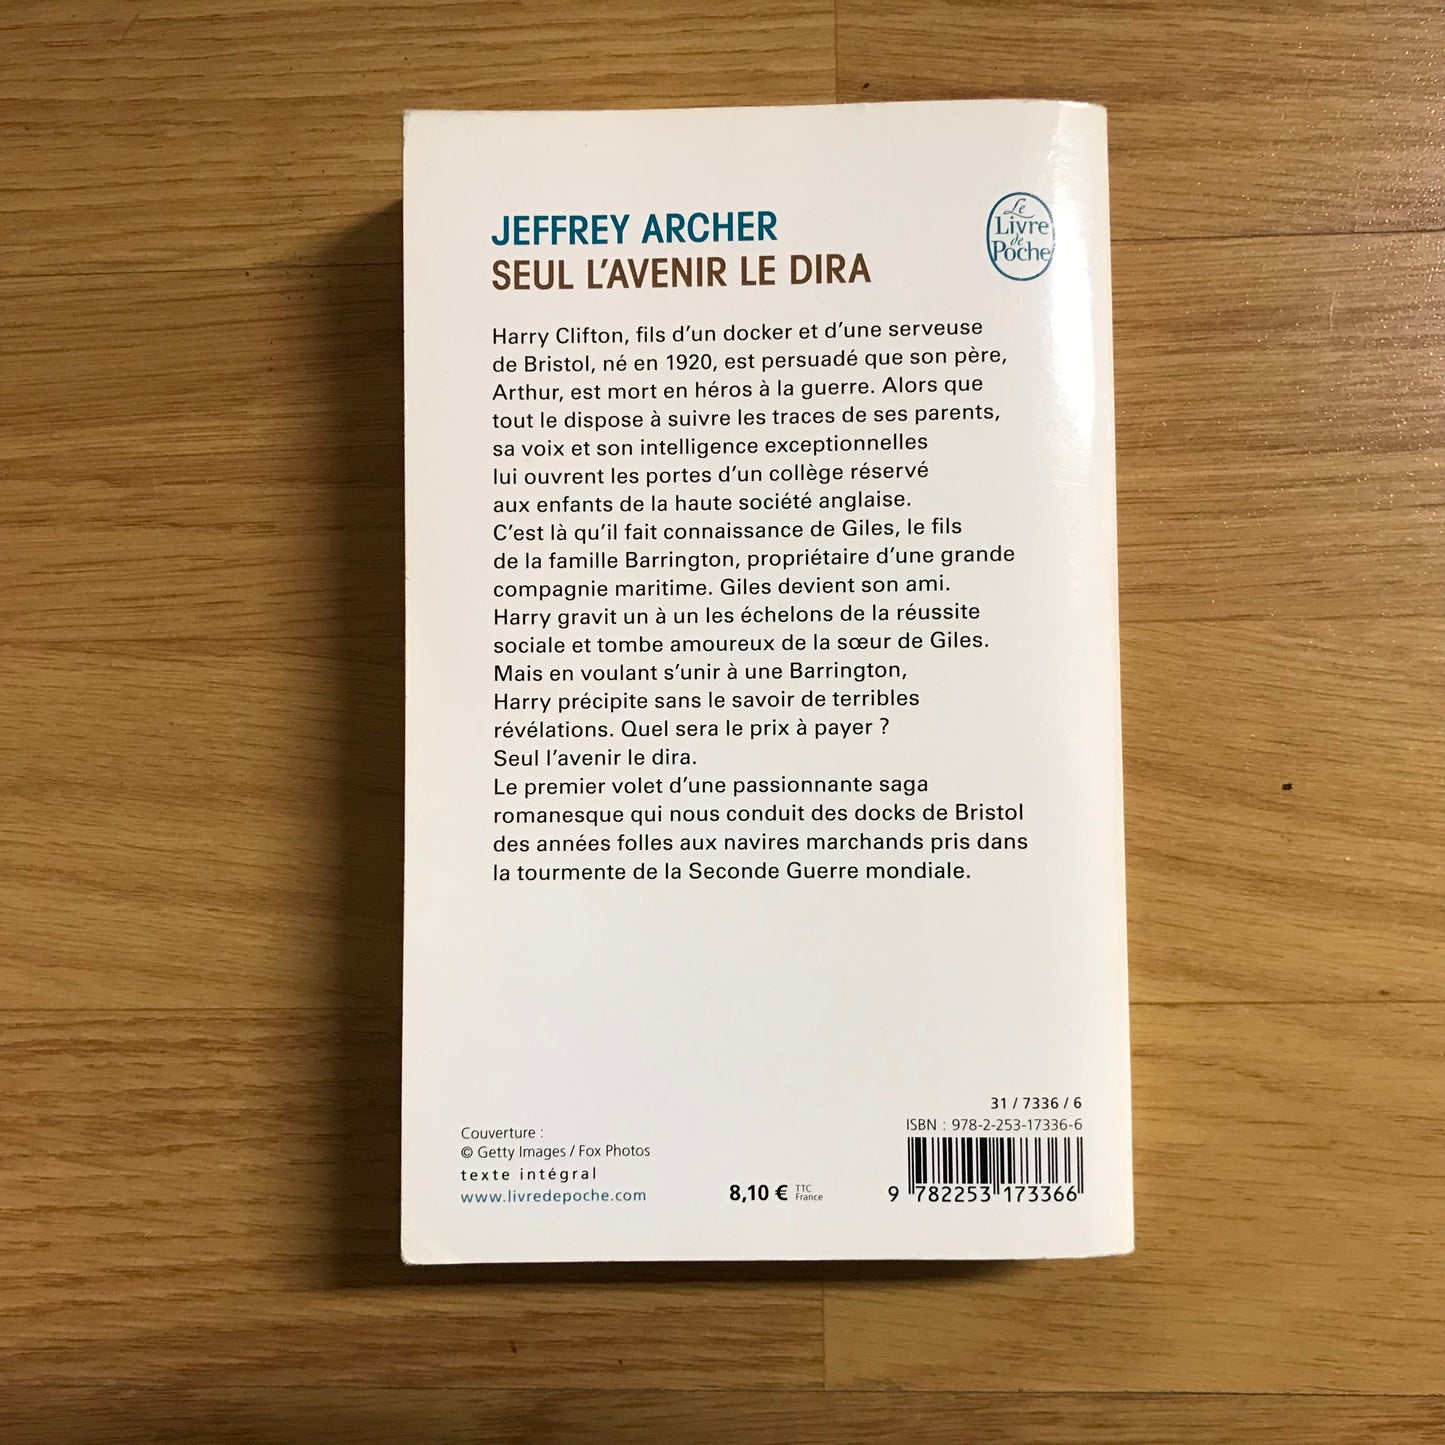 JEFFREY ARCHER
SEUL L'AVENIR LE DIRA
Le
Livre
de
Poche
Harry Clifton, fils d'un docker et d'une serveuse
de Bristol, né en 1920, est persuadé que son père,
Arthur, est mort en héros à la guerre. Alors que
tout le dispose à suivre les traces de ses parents,
sa voix et son intelligence exceptionnelles
lui ouvrent les portes d'un collège réservé
aux enfants de la haute société anglaise.
C'est là qu'il fait connaissance de Giles, le fils
de la famille Barrington, propriétaire d'une grande
compagnie maritime. Giles devient son ami.
Harry gravit un à un les échelons de la réussite
sociale et tombe amoureux de la sœur de Giles.
Mais en voulant s'unir à une Barrington,
Harry précipite sans le savoir de terribles
révélations. Quel sera le prix à payer ?
Seul l'avenir le dira.
Le premier volet d'une passionnante saga
romanesque qui nous conduit des docks de Bristol
des années folles aux navires marchands pris dans
la tourmente de la Seconde Guerre mondiale.
Couverture :
© Getty Images / Fox Photos
texte intégral
www.livredepoche.com
8,10 € TTC
France
31 / 7336 / 6
ISBN : 978-2-253-17336-6
9 782253 173366